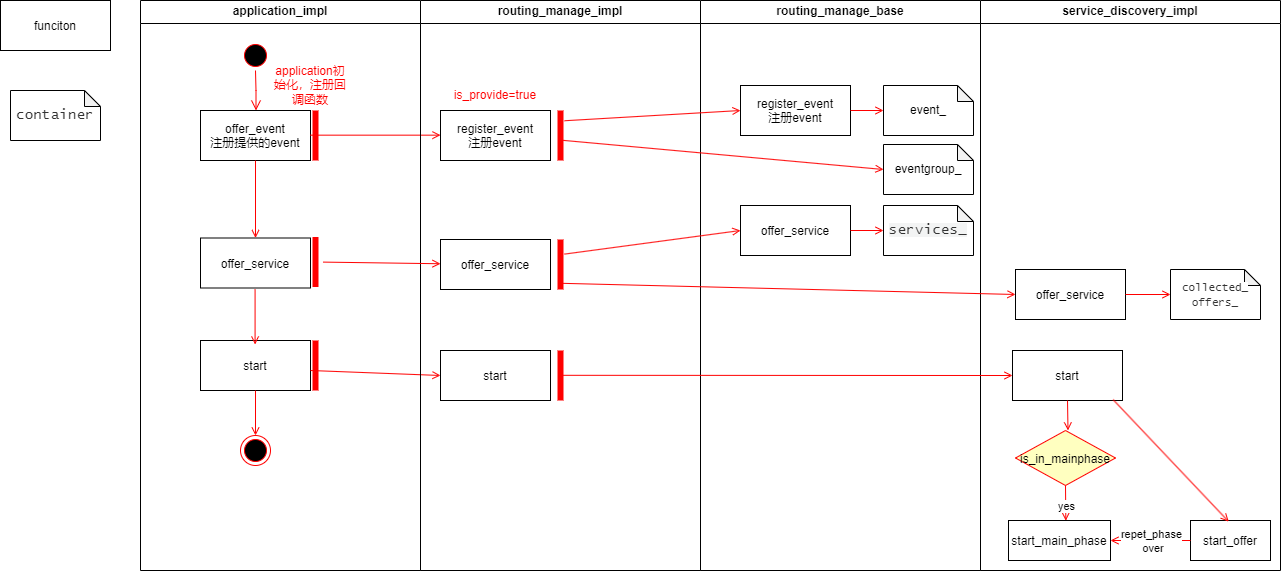 funciton
container
application_impl
routing_manage_impl
routing_manage_base
service_discovery_impl
application初
始化，注册回
调函数
offer_event
注册提供的event
is_provide=true
register_event
注册event
register_event
注册event
event_
eventgroup_
offer_service
offer_service
offer_service
services_
offer_service
collected_
offers_
start
start
start
is_in_mainphase
yes
start_main_phase
repet_phase
over
start_offer